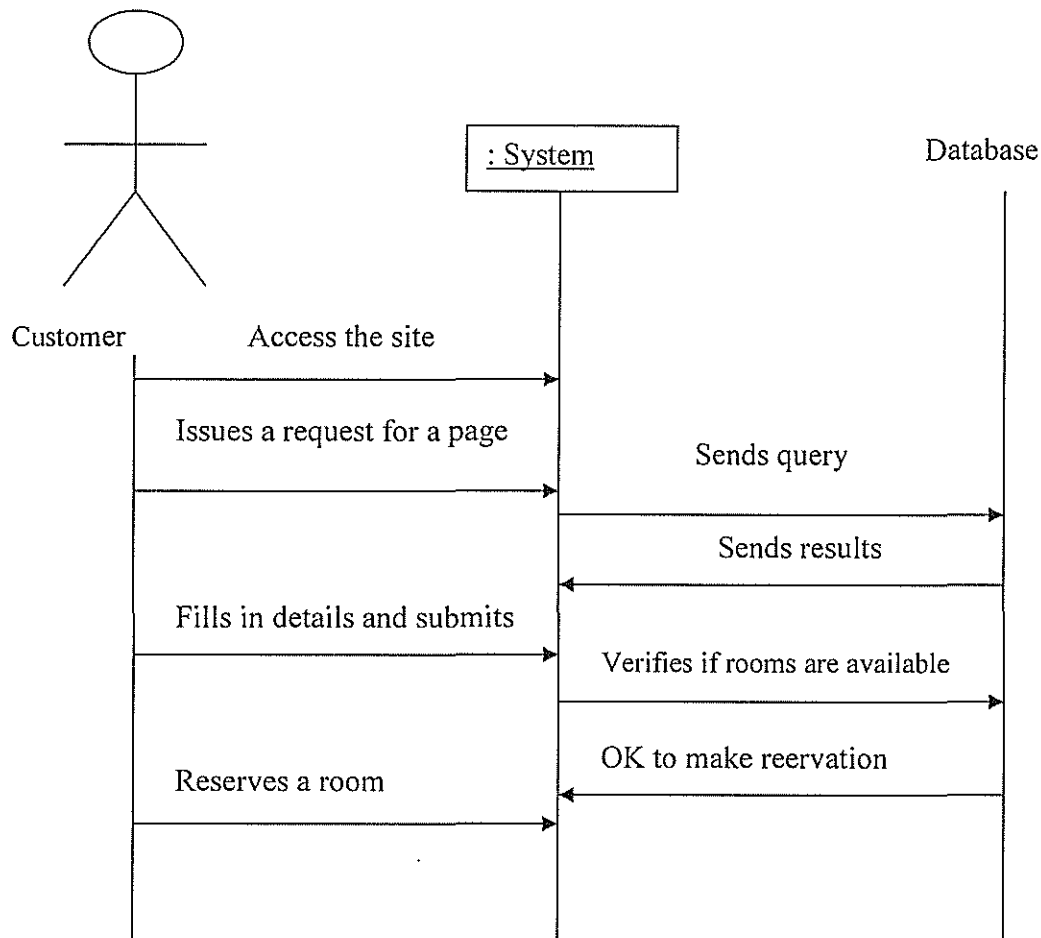 : System
Database
Customer
Access the site
Issues a request for a page
Sends query
Sends results
Fills in details and submits
Verifies if rooms are available
OK to make reervation
Reserves a room